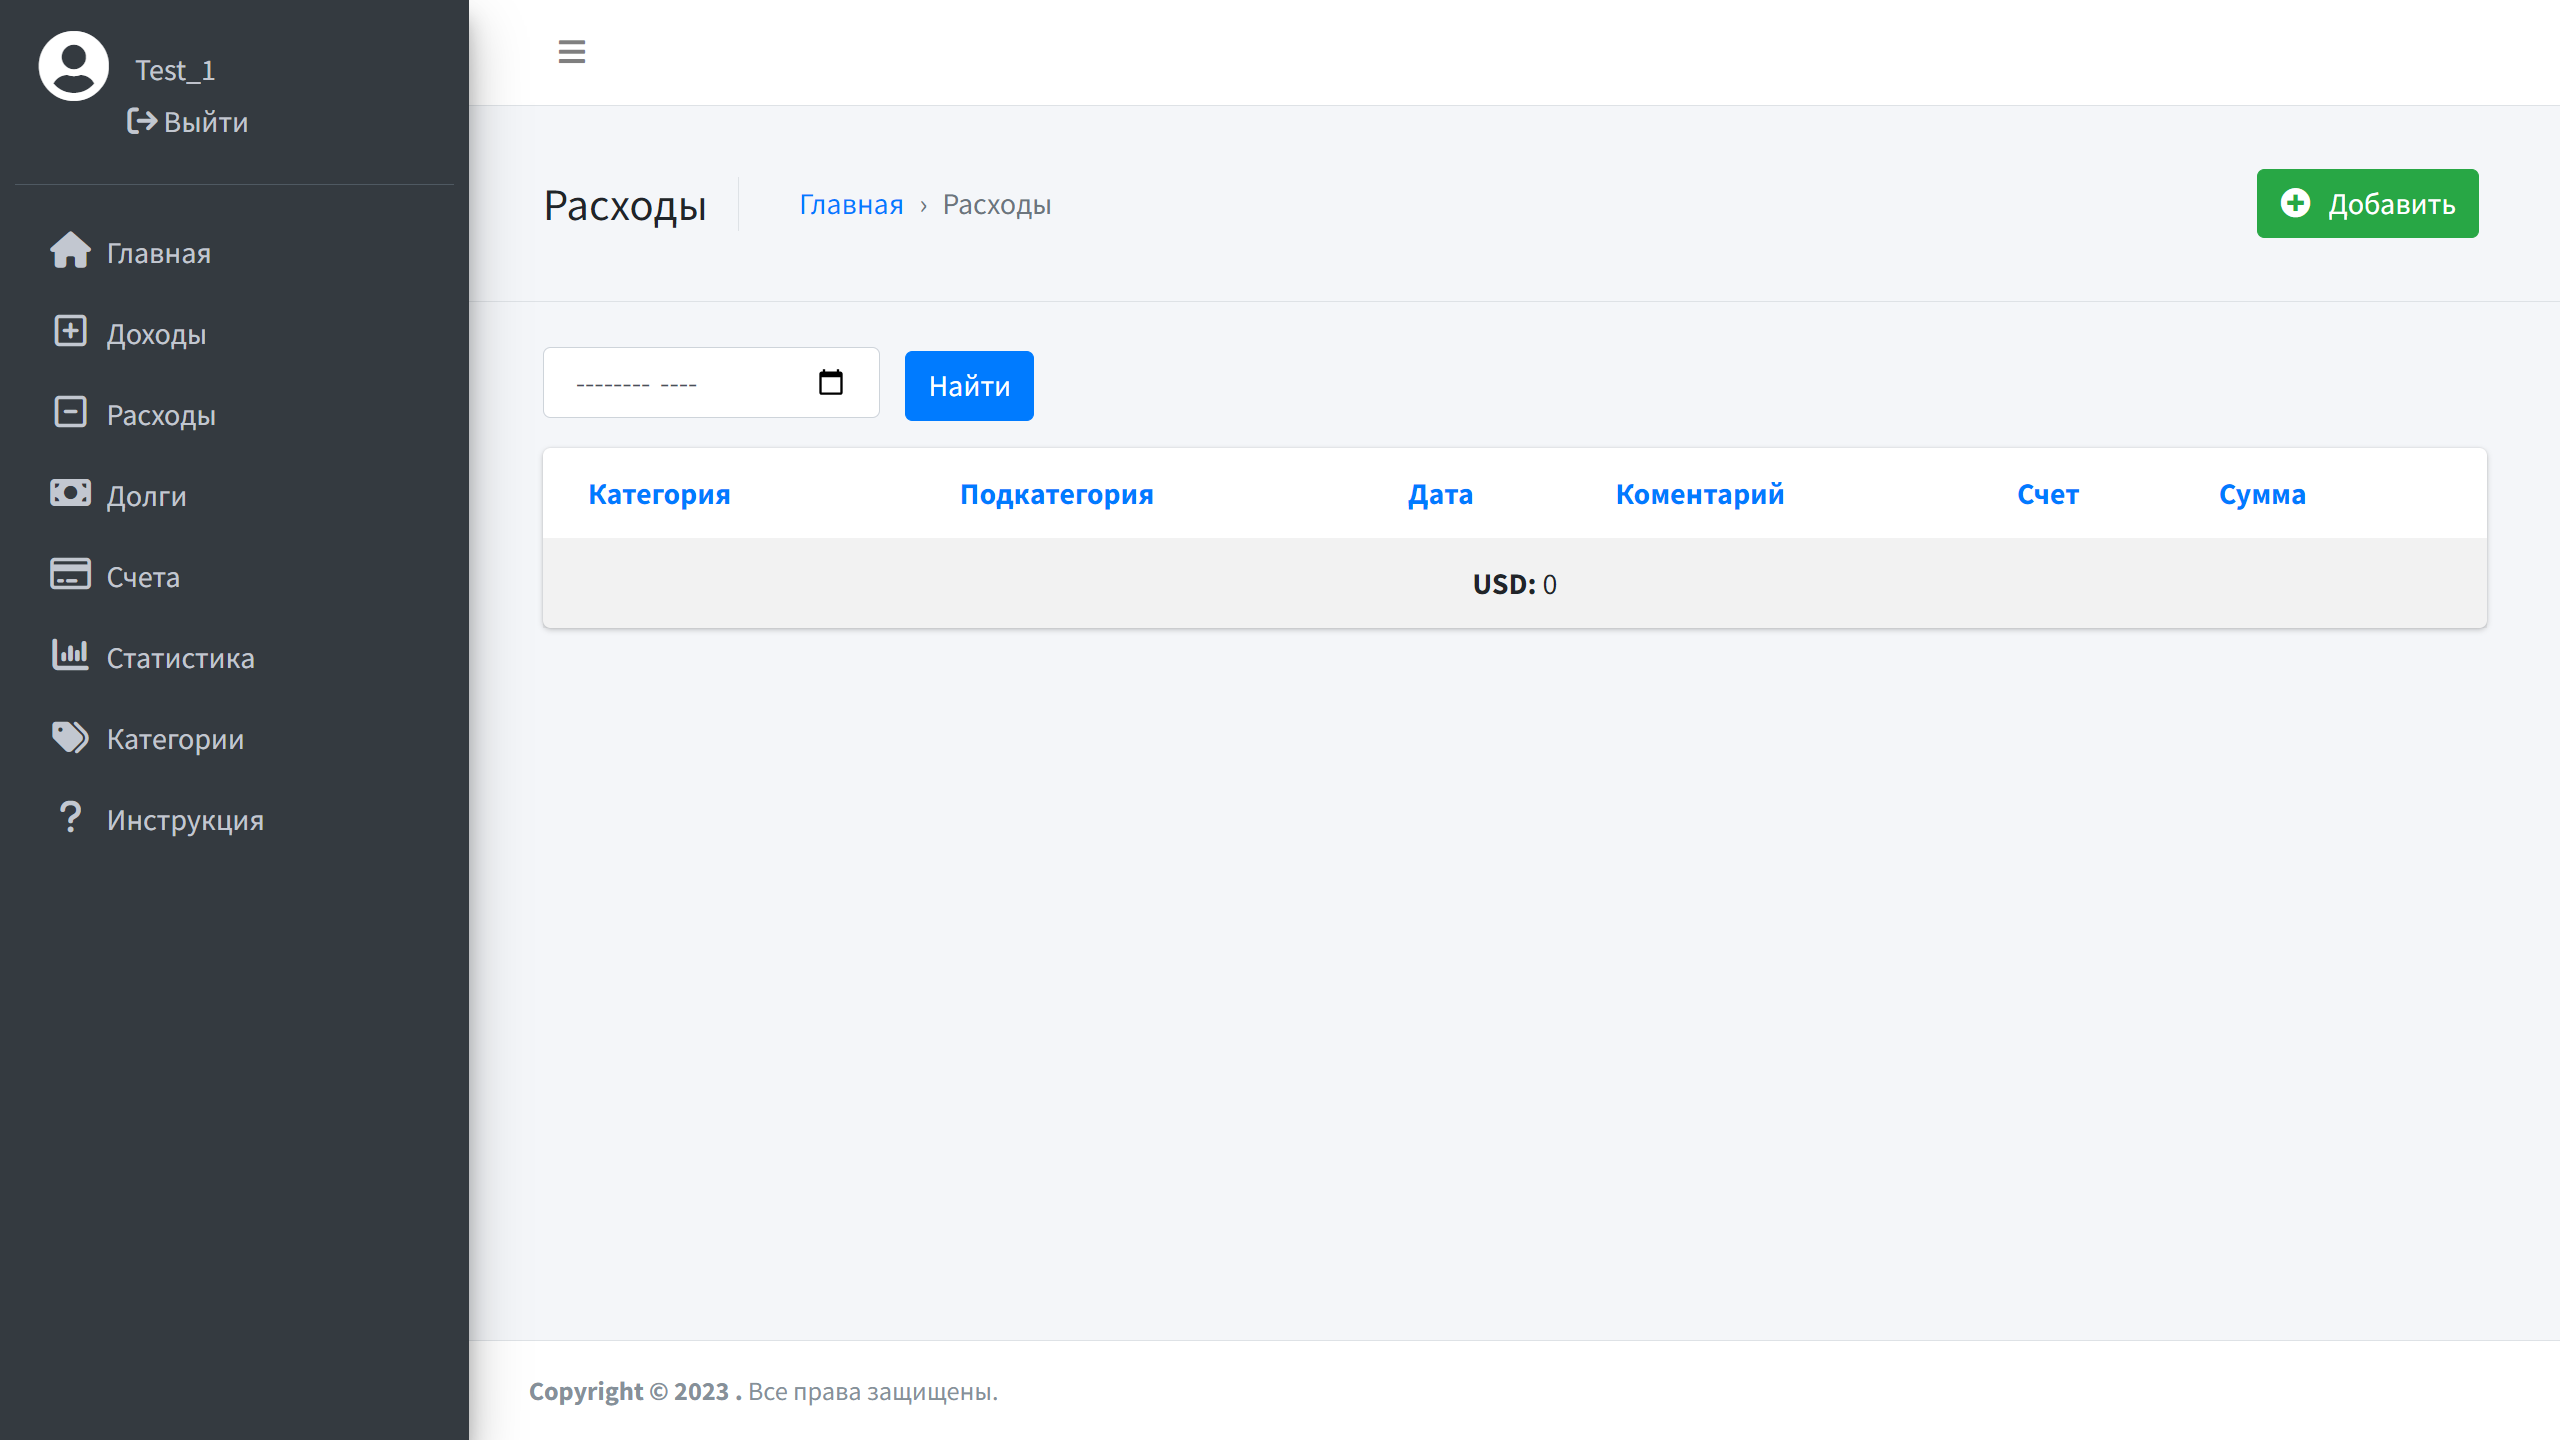 Test_1
Выйти
Главная
Доходы
Расходы
Долги
Счета
Статистика
Категории
Инструкция
Расходы
Главная › Расходы
Добавить
-------- ----
Найти
Категория Подкатегория Дата Коментарий Счет Сумма
USD: 0
Copyright © 2023 . Все права защищены.